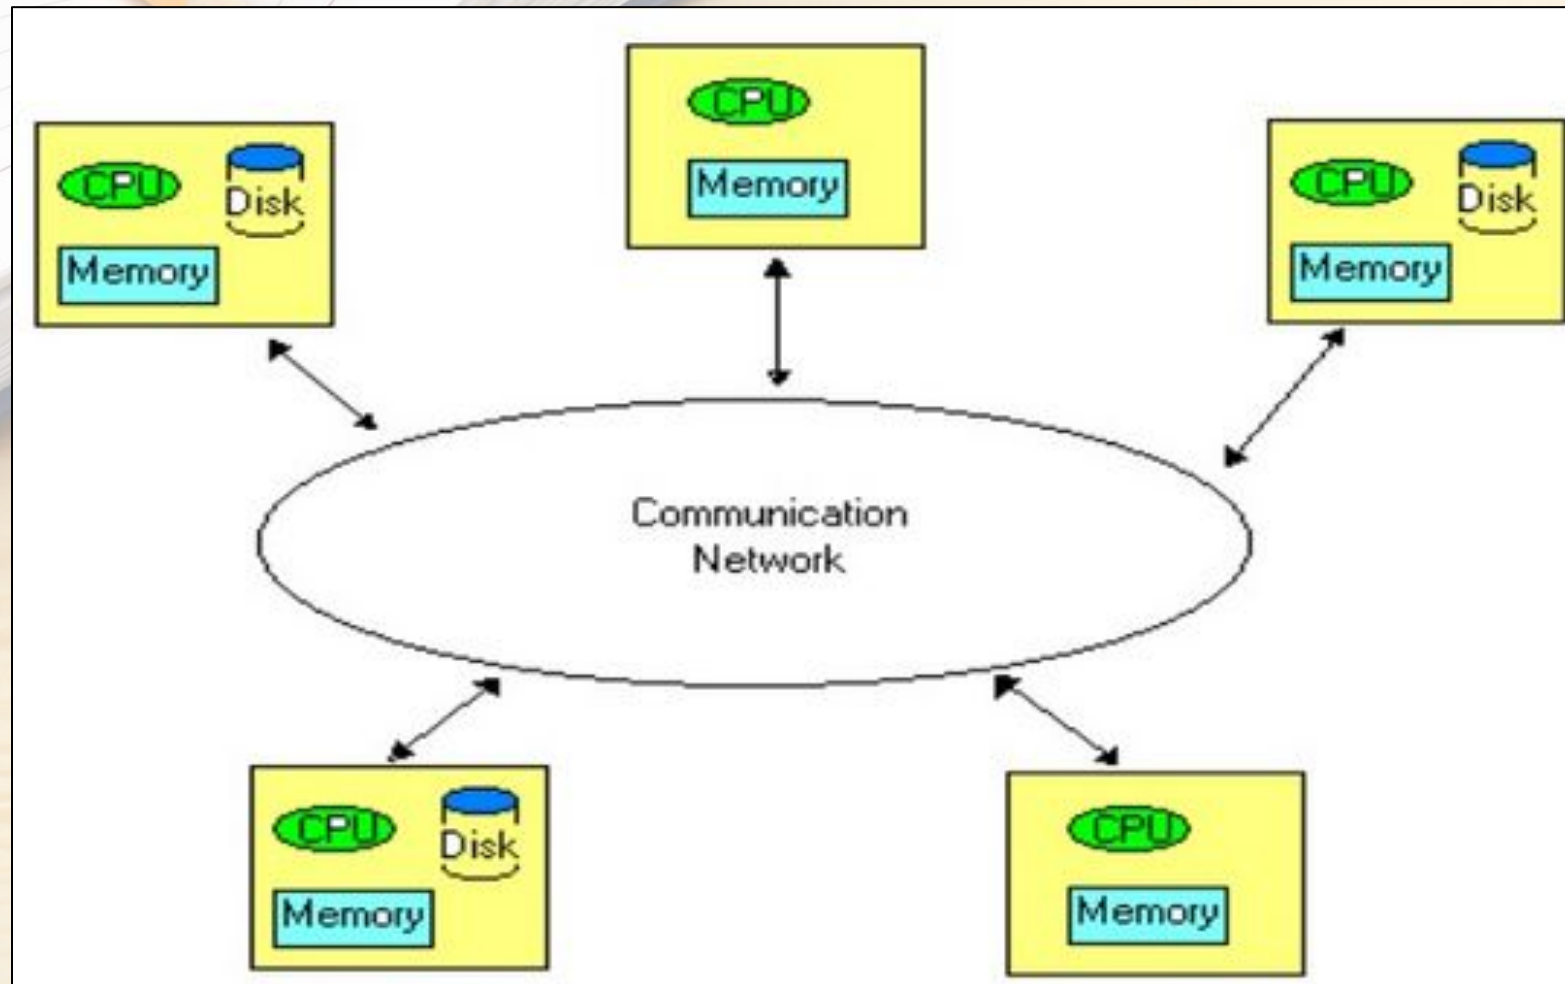 CPU
Memory
CPU
Disk
Memory
CPU
Disk
Memory
Communication
Network
CPU
Disk
Memory
CPU
Memory